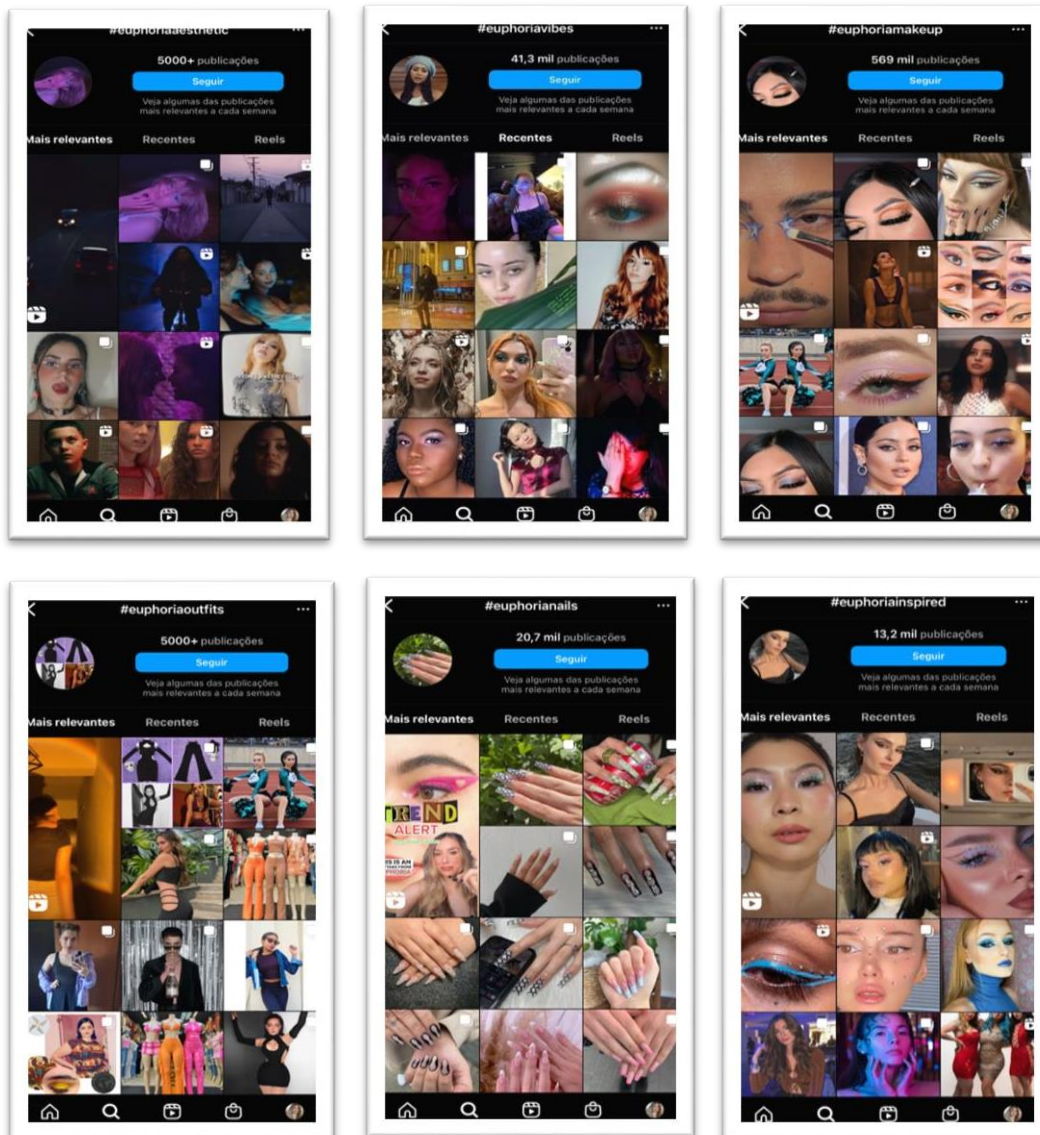 #euphoriaaesthetic
5000+ publicações
Seguir
Veja algumas das publicações
mais relevantes a cada semana
Mais relevantes Recentes Reels
#euphoriavibes
41,3 mil publicações
Seguir
Veja algumas das publicações
mais relevantes a cada semana
Mais relevantes Recentes Reels
#euphoriamakeup
569 mil publicações
Seguir
Veja algumas das publicações
mais relevantes a cada semana
Mais relevantes Recentes Reels
#euphoriaoutfits
5000+ publicações
Seguir
Veja algumas das publicações
mais relevantes a cada semana
Mais relevantes Recentes Reels
#euphorianails
20,7 mil publicações
Seguir
Veja algumas das publicações
mais relevantes a cada semana
Mais relevantes Recentes Reels
TREND
ALERT
#euphoriainspired
13,2 mil publicações
Seguir
Veja algumas das publicações
mais relevantes a cada semana
Mais relevantes Recentes Reels